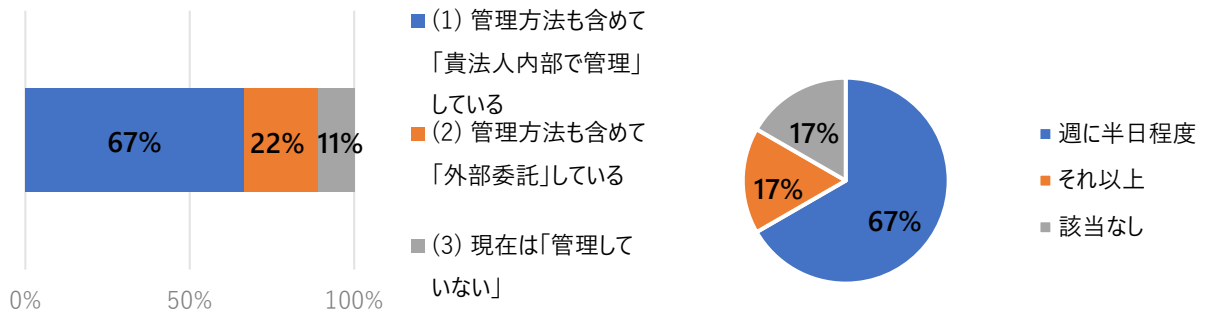 67%
22%
11%
0%
50%
100%
(1) 管理方法も含めて
「貴法人内部で管理」
している
(2) 管理方法も含めて
「外部委託」している
(3) 現在は「管理して
いない」
17%
17%
67%
週に半日程度
それ以上
該当なし